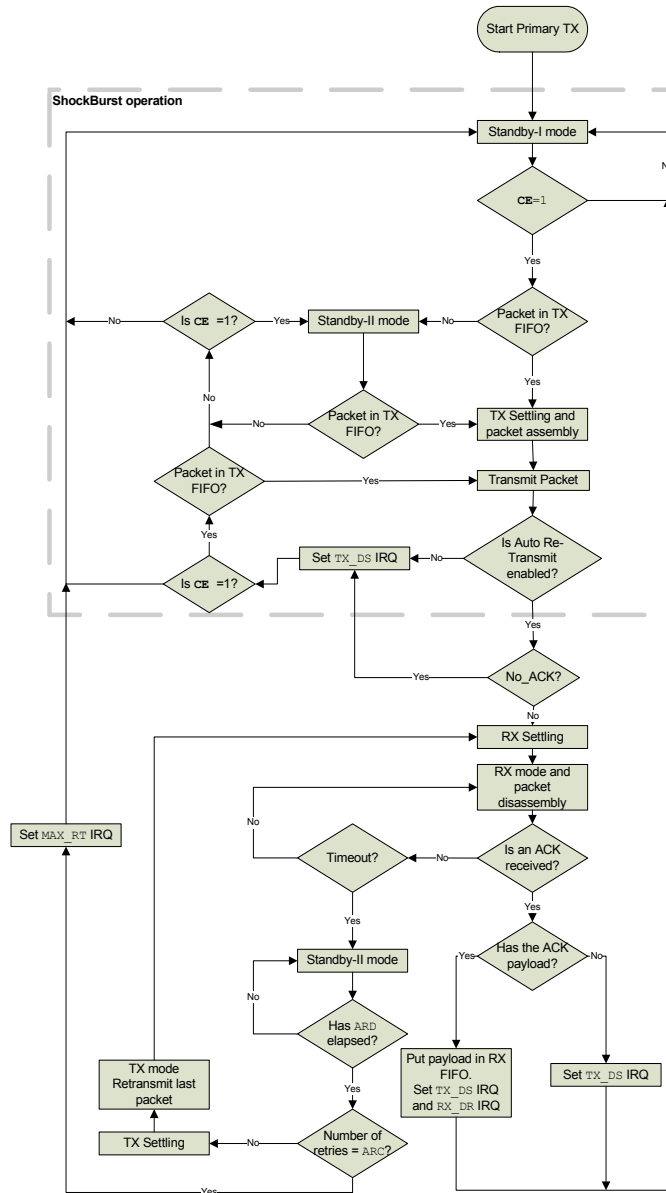 Start Primary TX
ShockBurst operation
Standby-I mode
CE=1
Yes
Is CE =1?
No
Yes
Standby-II mode
No
Packet in TX
FIFO?
Yes
No
Packet in TX
FIFO?
No
Yes
TX Settling and
packet assembly
Packet in TX
FIFO?
Yes
Transmit Packet
Yes
Is CE =1?
Set TX_DS IRQ
No
Is Auto Re-
Transmit
enabled?
Yes
No_ACK?
Yes
No
RX Settling
RX mode and
packet
disassembly
No
Set MAX_RT IRQ
Timeout?
No
Is an ACK
received?
Yes
Yes
Standby-II mode
No
Has the ACK
payload?
Yes
No
Has ARD
elapsed?
Yes
TX mode
Retransmit last
packet
Put payload in RX
FIFO.
Set TX_DS IRQ
and RX_DR IRQ
Set TX_DS IRQ
TX Settling
No
Number of
retries = ARC?
Yes